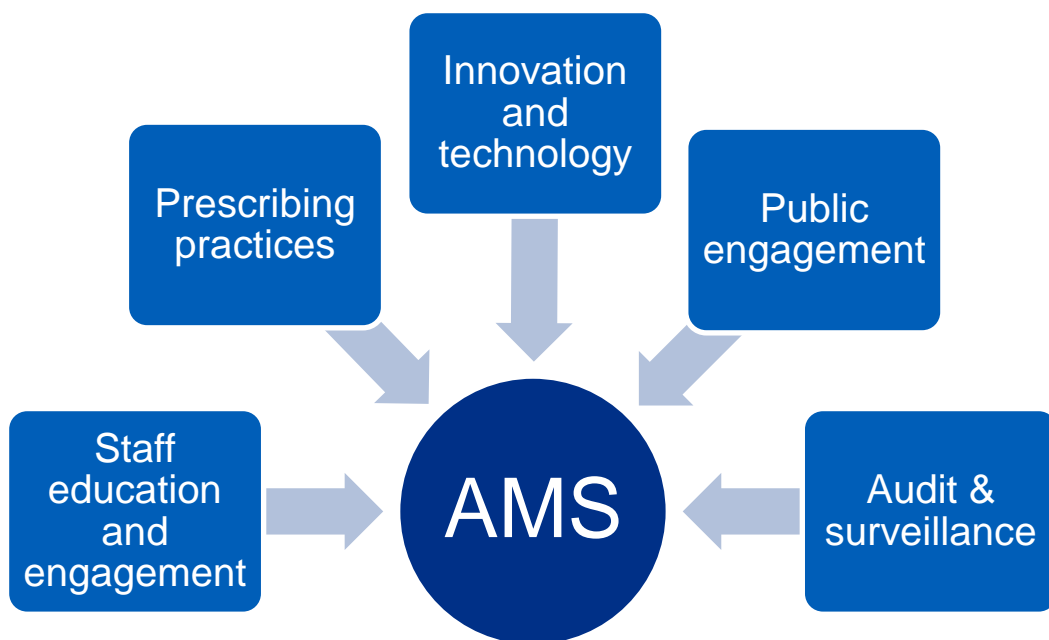 Innovation
and
technology
Prescribing
practices
Public
engagement
Staff
education
and
engagement
AMS
Audit &
surveillance